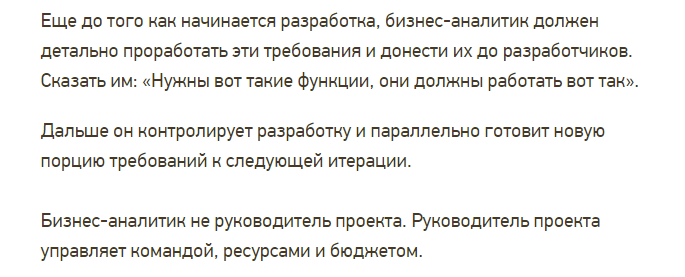 Еще до того как начинается разработка, бизнес-аналитик должен
детально проработать эти требования и донести их до разработчиков.
Сказать им: «Нужны вот такие функции, они должны работать вот так».
Дальше он контролирует разработку и параллельно готовит новую
порцию требований к следующей итерации.
Бизнес-аналитик не руководитель проекта. Руководитель проекта
управляет командой, ресурсами и бюджетом.